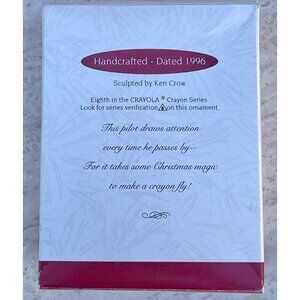 Handcrafted · Dated 1996
Sculpted by Ken Crow
Eighth in the CRAYOLA® Crayon Series
Look for series verification on this ornament.
This pilot draws attention
every time he passes by--
For it takes some Christmas magic
to make a crayon fly!